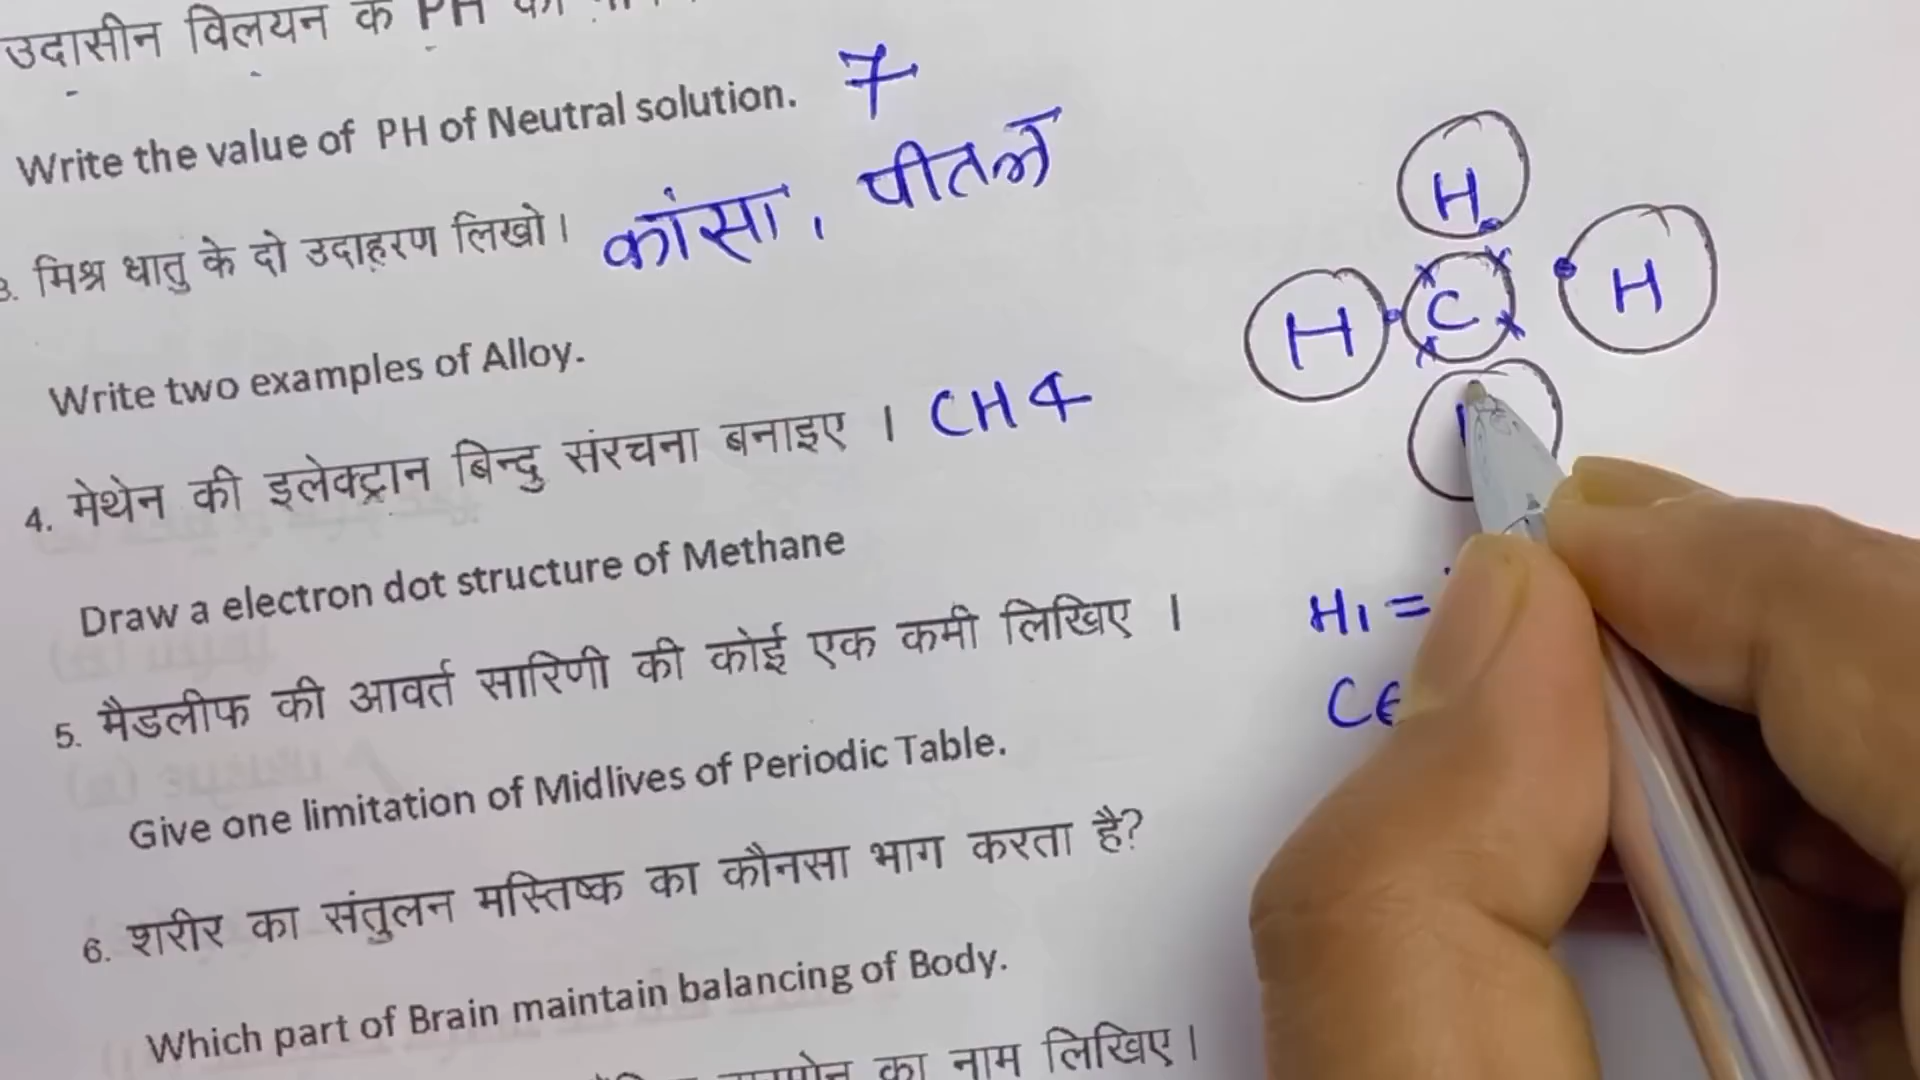 उदासीन विलयन के PH का
Write the value of PH of Neutral solution. 7
3. मिश्र धातु के दो उदाहरण लिखो। कांसा, पीतल
Write two examples of Alloy.
4. मेथेन की इलेक्ट्रान बिन्दु संरचना बनाइए । CH4
Draw a electron dot structure of Methane
5. मैडलीफ की आवर्त सारिणी की कोई एक कमी लिखिए ।
Give one limitation of Midlives of Periodic Table.
6. शरीर का संतुलन मस्तिष्क का कौनसा भाग करता है?
Which part of Brain maintain balancing of Body.
का नाम लिखिए।
H
H C H
H1 =
C6